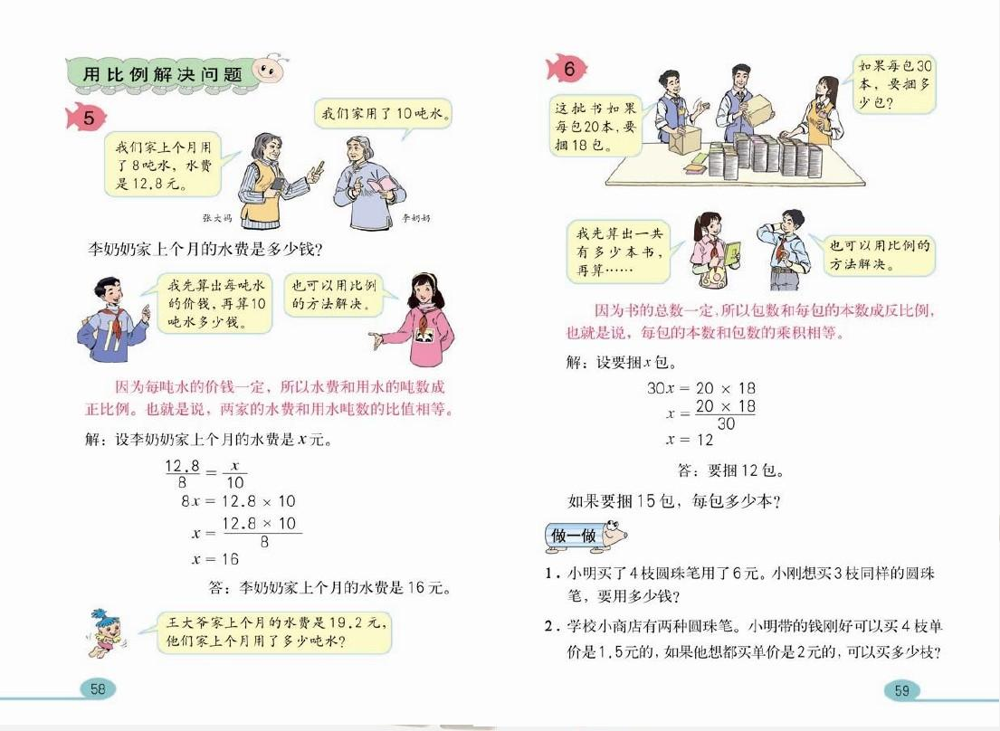 用比例解决问题
5
我们家用了10吨水。
我们家上个月用
了8吨水，水费
是12.8元。
张大妈
李奶奶
李奶奶家上个月的水费是多少钱？
我先算出每吨水
的价钱，再算10
吨水多少钱。
也可以用比例
的方法解决。
因为每吨水的价钱一定，所以水费和用水的吨数成
正比例。也就是说，两家的水费和用水吨数的比值相等。
解：设李奶奶家上个月的水费是x元。
12.8/8 = x/10
8x = 12.8 × 10
x = 12.8 × 10/8
x = 16
答：李奶奶家上个月的水费是16元。
王大爷家上个月的水费是19.2元，
他们家上个月用了多少吨水？
58
6
如果每包30
本，要捆多
少包？
这批书如果
每包20本，要
捆18包。
我先算出一共
有多少本书，
再算……
也可以用比例的
方法解决。
因为书的总数一定，所以包数和每包的本数成反比例，
也就是说，每包的本数和包数的乘积相等。
解：设要捆x包。
30x = 20 × 18
x = 20 × 18/30
x = 12
答：要捆12包。
如果要捆15包，每包多少本？
做一做
1. 小明买了4枝圆珠笔用了6元。小刚想买3枝同样的圆珠
笔，要用多少钱？
2. 学校小商店有两种圆珠笔。小明带的钱刚好可以买4枝单
价是1.5元的，如果他想都买单价是2元的，可以买多少枝？
59